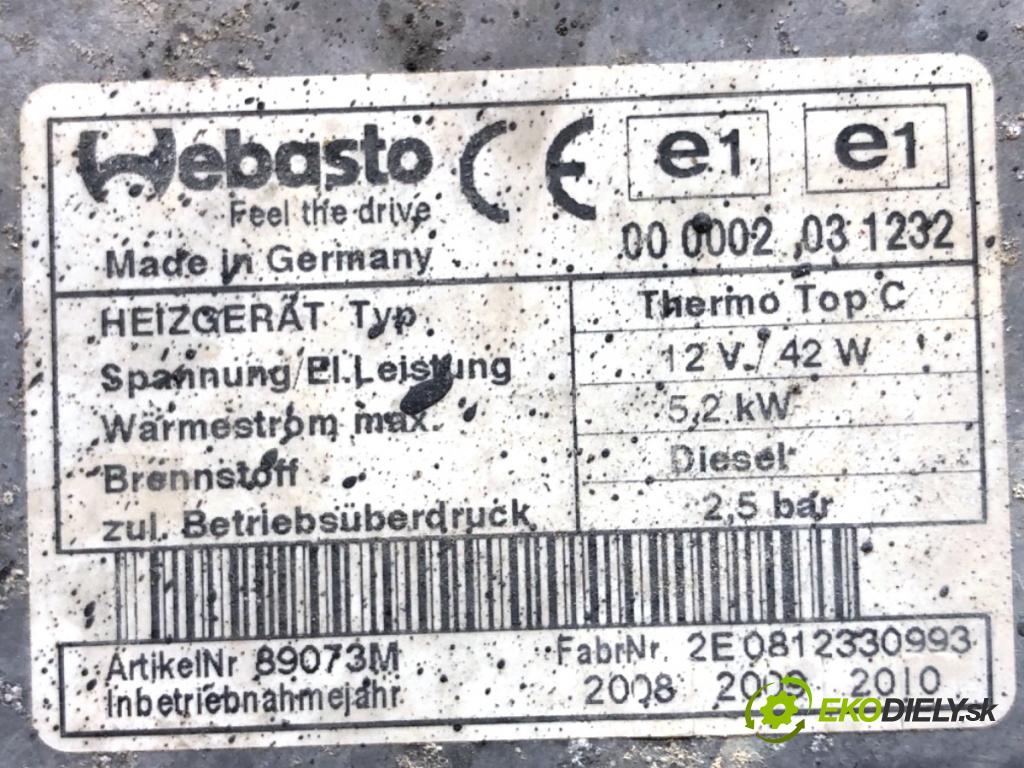 Webasto
Feel the drive
Made in Germany
e1 e1
00 0002 03 1232
HEIZGERÄT Typ Thermo Top C
Spannung/El.Leistung 12 V / 42 W
Wärmestrom max. 5,2 kW
Brennstoff Diesel
zul. Betriebsüberdruck 2,5 bar
ArtikelNr 89073M FabrNr. 2E0812330993
Inbetriebnahmejahr 2008 2009 2010
EKODIELY.sk